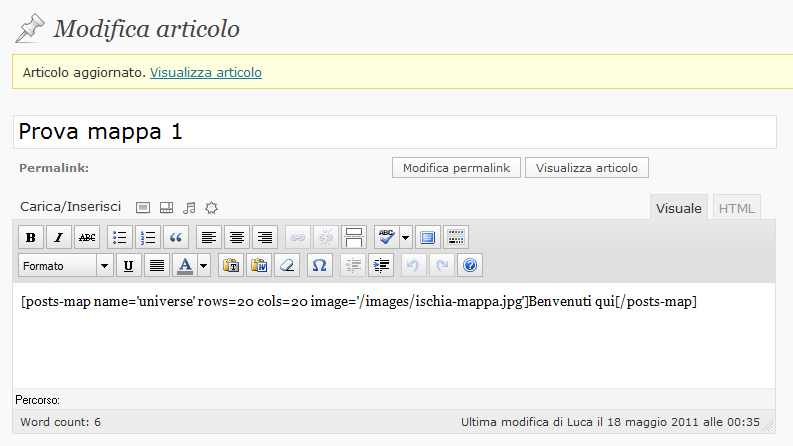 Modifica articolo
Articolo aggiornato. Visualizza articolo
Prova mappa 1
Permalink: Modifica permalink Visualizza articolo
Carica/Inserisci Visuale HTML
B I ABC ABC
Formato U A T W Ω ?
[posts-map name='universe' rows=20 cols=20 image='/images/ischia-mappa.jpg']Benvenuti qui[/posts-map]
Percorso:
Word count: 6 Ultima modifica di Luca il 18 maggio 2011 alle 00:35